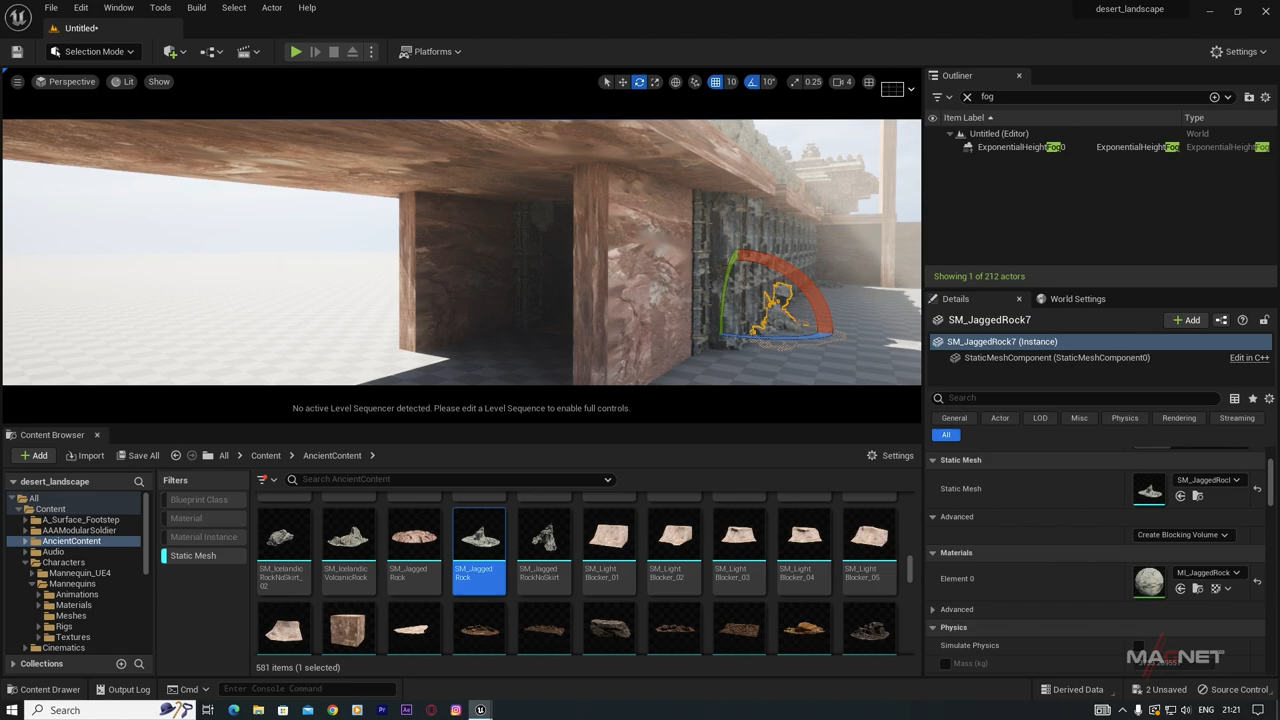 File Edit Window Tools Build Select Actor Help
desert_landscape
Untitled*
Selection Mode
Platforms
Settings
Perspective Lit Show
10 10° 0.25 4
No active Level Sequencer detected. Please edit a Level Sequence to enable full controls.
Outliner
fog
Item Label Type
Untitled (Editor) World
ExponentialHeightFog0 ExponentialHeightFog ExponentialHeightFog
Showing 1 of 212 actors
Details World Settings
SM_JaggedRock7
Add
SM_JaggedRock7 (Instance)
StaticMeshComponent (StaticMeshComponent0) Edit in C++
Search
General Actor LOD Misc Physics Rendering Streaming
All
Static Mesh
Static Mesh SM_JaggedRocl
Advanced
Create Blocking Volume
Materials
Element 0 MI_JaggedRock
Advanced
Physics
Simulate Physics
Mass (kg)
MAGNET
Content Browser
Add Import Save All All Content AncientContent Settings
desert_landscape
All
Content
A_Surface_Footstep
AAAModularSoldier
AncientContent
Audio
Characters
Mannequin_UE4
Mannequins
Animations
Materials
Meshes
Rigs
Textures
Cinematics
Collections
Filters
Blueprint Class
Material
Material Instance
Static Mesh
Search AncientContent
SM_Icelandic
RockNoSkirt_
02
SM_Icelandic
VolcanicRock
SM_Jagged
Rock
SM_Jagged
Rock
SM_Jagged
RockNoSkirt
SM_Light
Blocker_01
SM_Light
Blocker_02
SM_Light
Blocker_03
SM_Light
Blocker_04
SM_Light
Blocker_05
581 items (1 selected)
Content Drawer Output Log Cmd Enter Console Command Derived Data 2 Unsaved Source Control
Search ENG 21:21